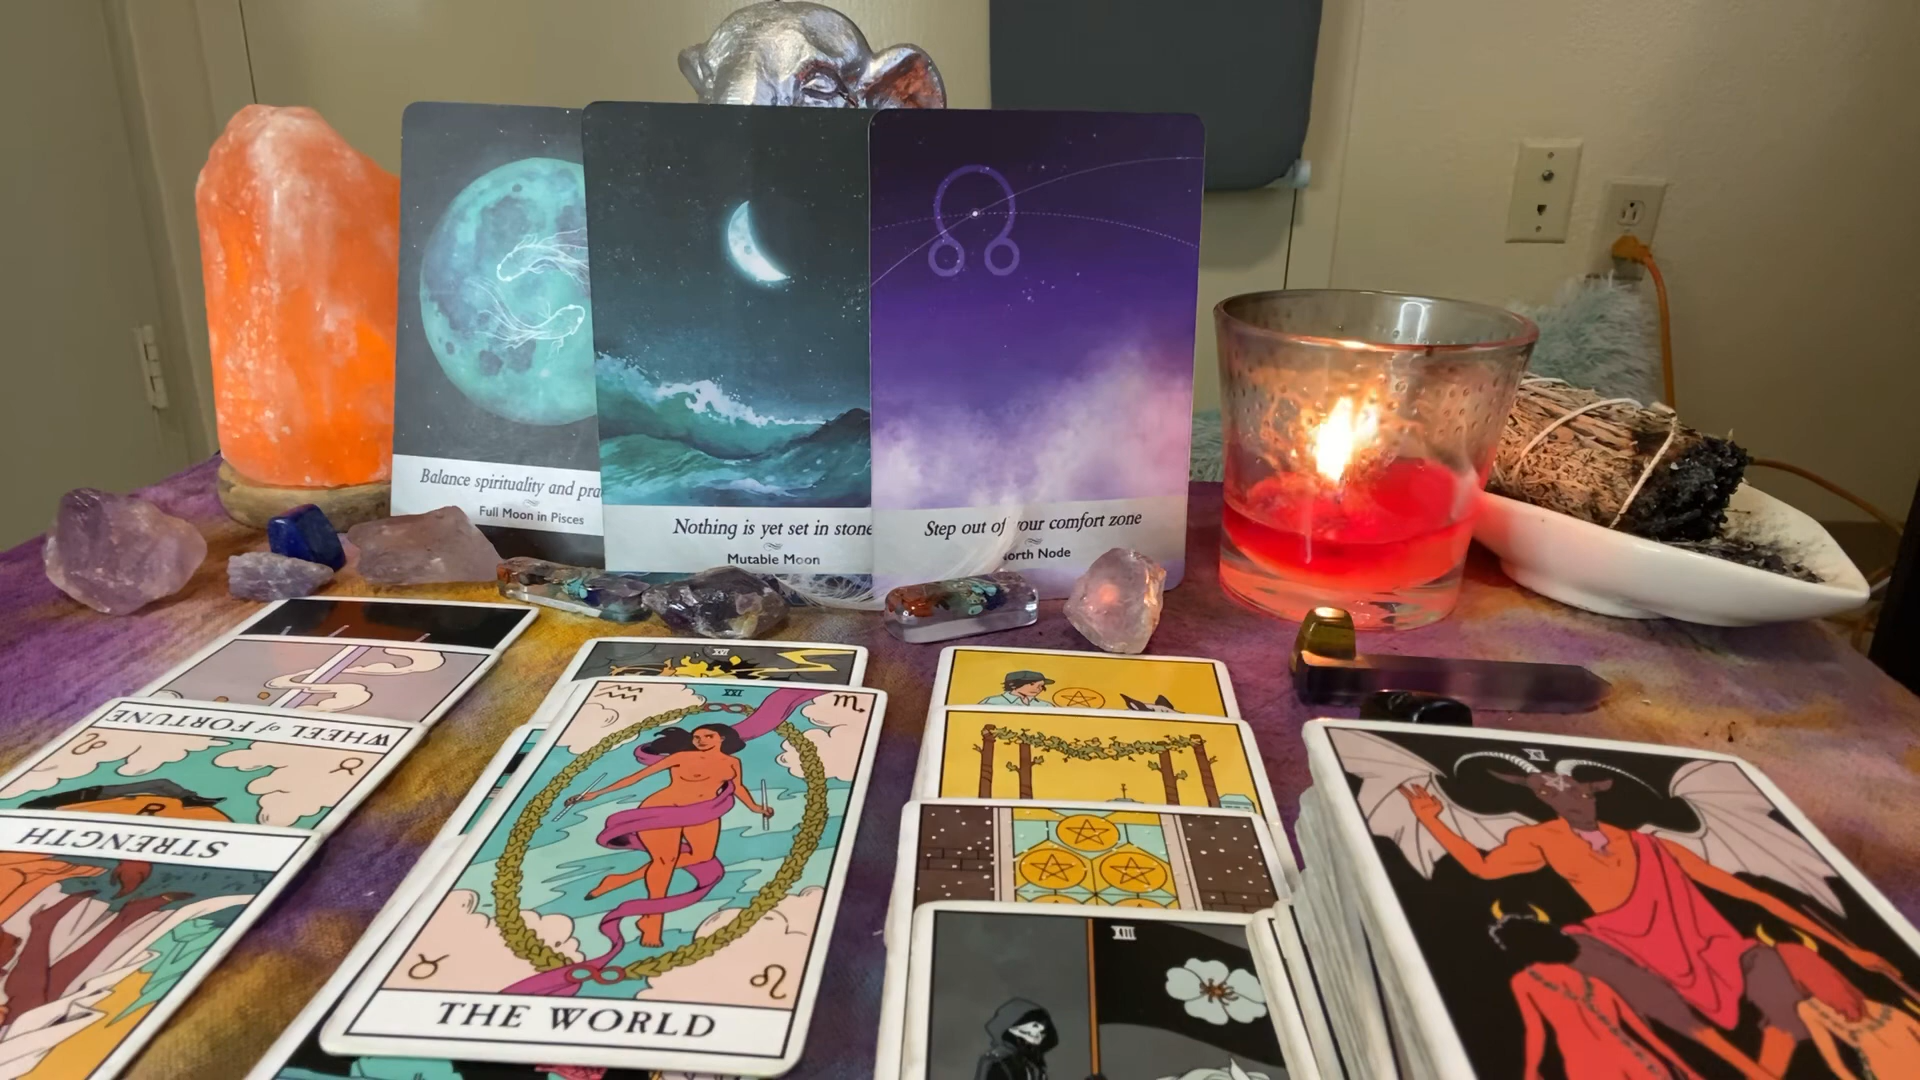 Balance spirituality and pra
Full Moon in Pisces
Nothing is yet set in stone
Mutable Moon
Step out of your comfort zone
North Node
WHEEL of FORTUNE
R
STRENGTH
XVI
XXI
THE WORLD
XIII